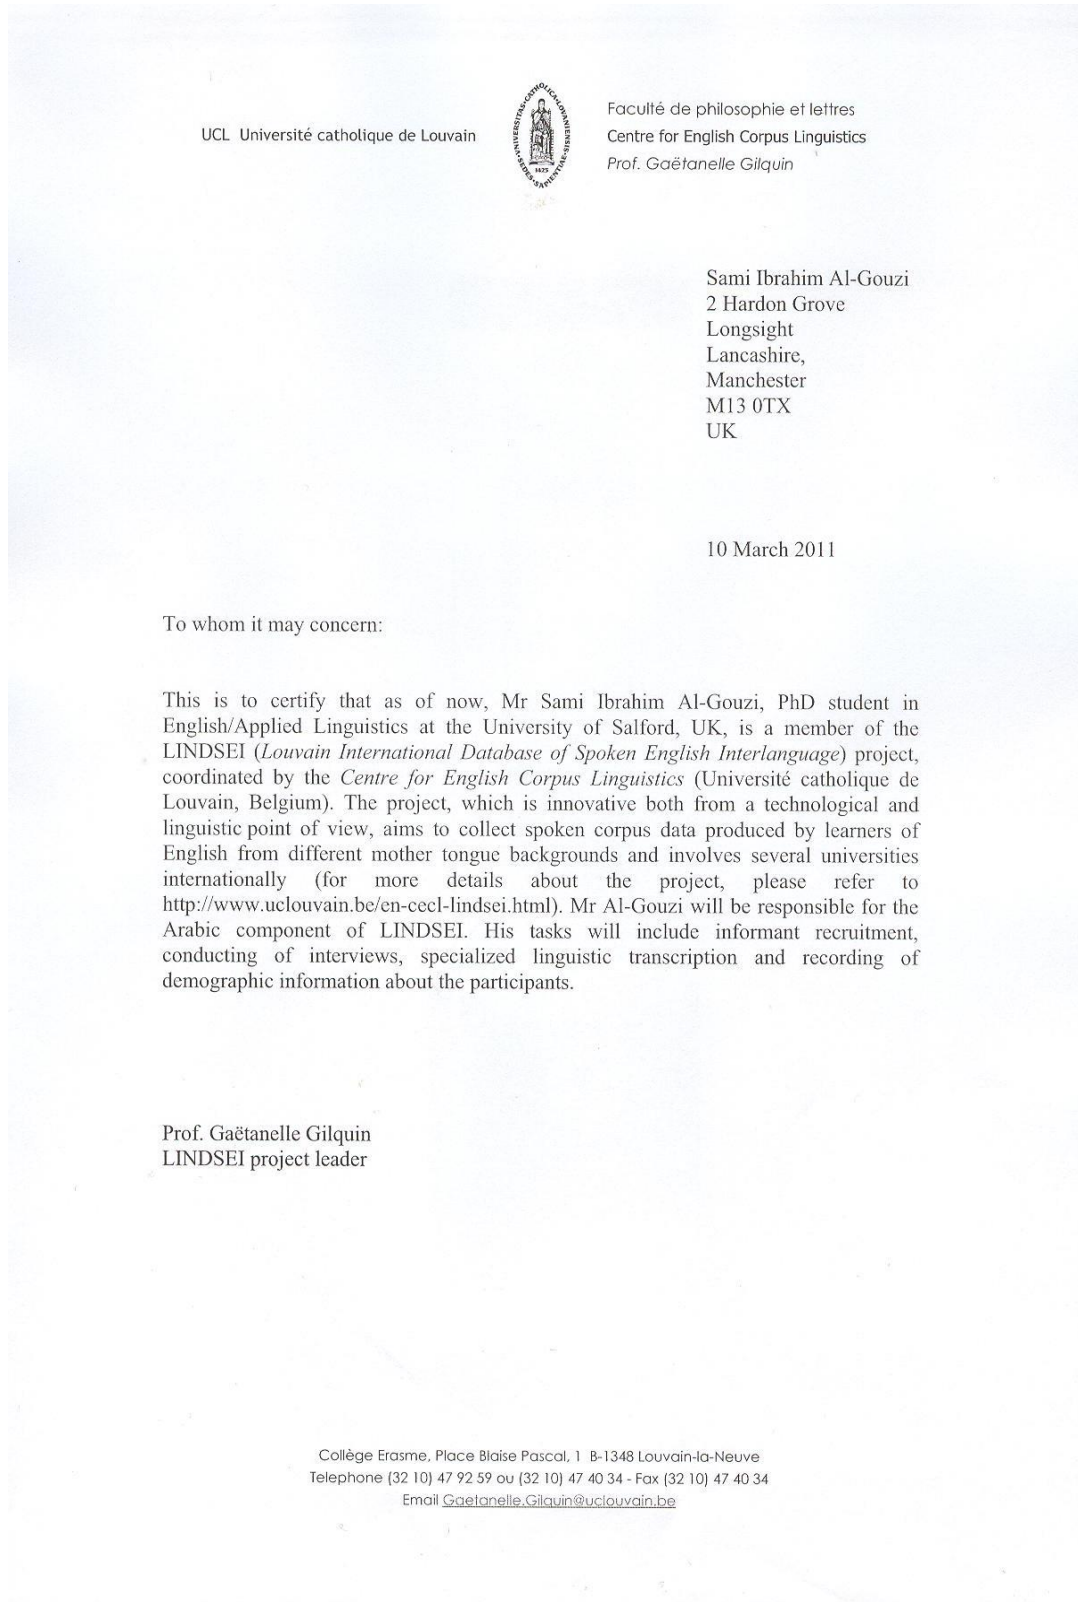 UCL Université catholique de Louvain
UNIVERSITAS CATHOLICA LOVANIENSIS
SEDES SAPIENTIAE
1425
Faculté de philosophie et lettres
Centre for English Corpus Linguistics
Prof. Gaëtanelle Gilquin
Sami Ibrahim Al-Gouzi
2 Hardon Grove
Longsight
Lancashire,
Manchester
M13 0TX
UK
10 March 2011
To whom it may concern:
This is to certify that as of now, Mr Sami Ibrahim Al-Gouzi, PhD student in
English/Applied Linguistics at the University of Salford, UK, is a member of the
LINDSEI (Louvain International Database of Spoken English Interlanguage) project,
coordinated by the Centre for English Corpus Linguistics (Université catholique de
Louvain, Belgium). The project, which is innovative both from a technological and
linguistic point of view, aims to collect spoken corpus data produced by learners of
English from different mother tongue backgrounds and involves several universities
internationally (for more details about the project, please refer to
http://www.uclouvain.be/en-cecl-lindsei.html). Mr Al-Gouzi will be responsible for the
Arabic component of LINDSEI. His tasks will include informant recruitment,
conducting of interviews, specialized linguistic transcription and recording of
demographic information about the participants.
Prof. Gaëtanelle Gilquin
LINDSEI project leader
Collège Erasme, Place Blaise Pascal, 1 B-1348 Louvain-la-Neuve
Telephone (32 10) 47 92 59 ou (32 10) 47 40 34 - Fax (32 10) 47 40 34
Email Gaetanelle.Gilquin@uclouvain.be